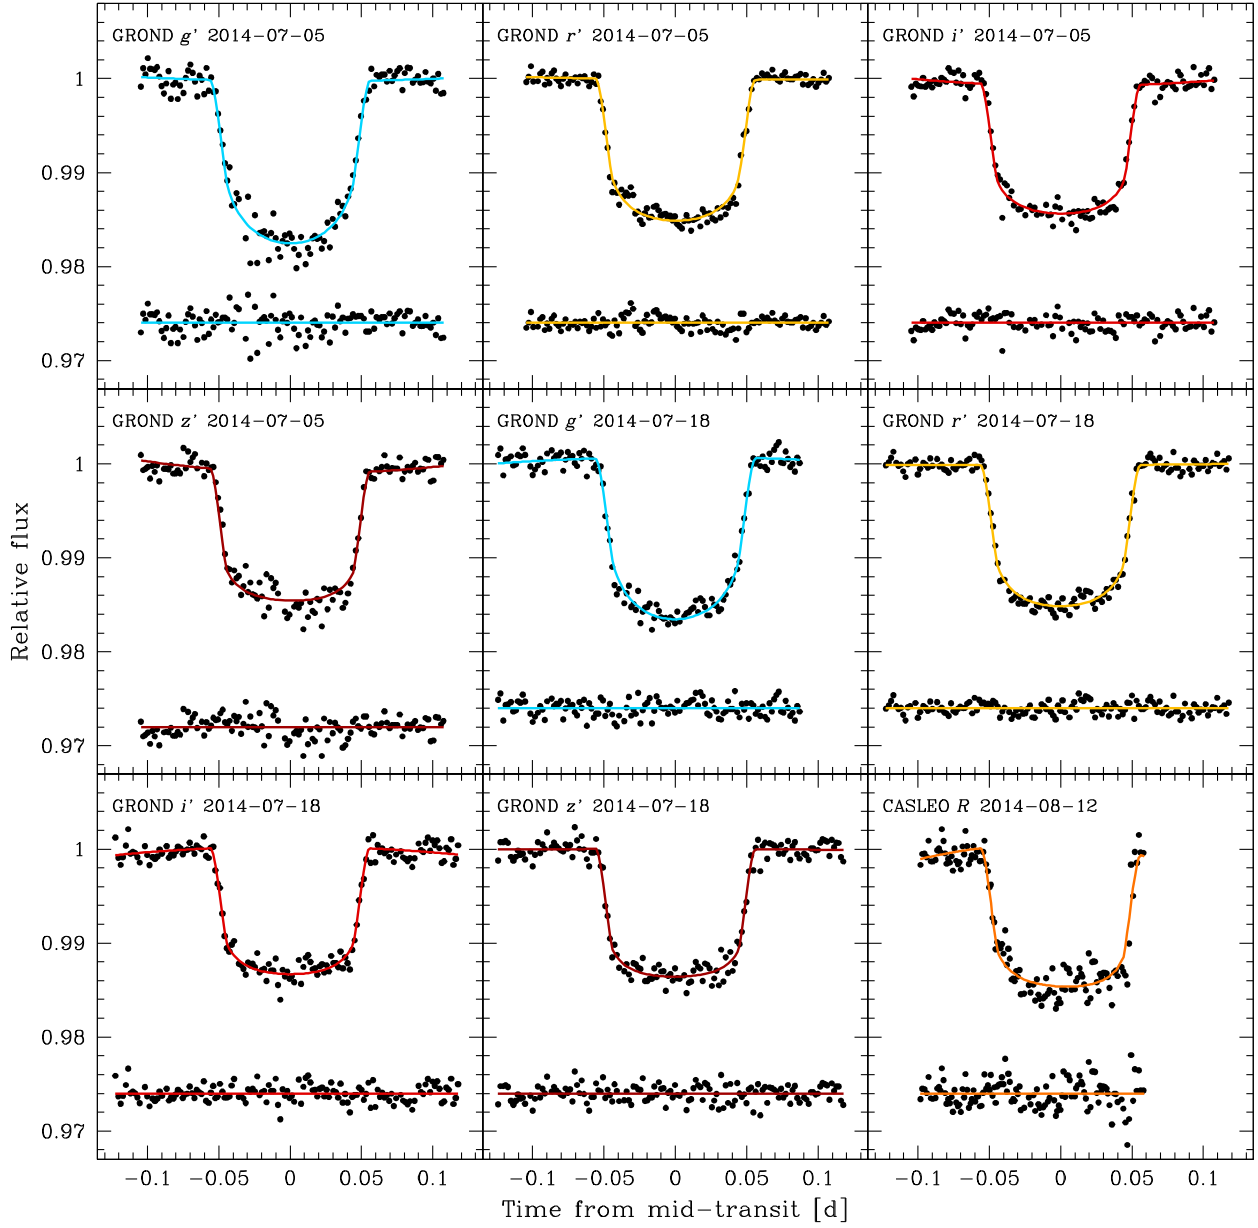 GROND g' 2014-07-05
GROND r' 2014-07-05
GROND i' 2014-07-05
1
0.99
0.98
0.97
GROND z' 2014-07-05
GROND g' 2014-07-18
GROND r' 2014-07-18
1
0.99
0.98
0.97
Relative flux
GROND i' 2014-07-18
GROND z' 2014-07-18
CASLEO R 2014-08-12
1
0.99
0.98
0.97
−0.1 −0.05 0 0.05 0.1
−0.1 −0.05 0 0.05 0.1
−0.1 −0.05 0 0.05 0.1
Time from mid−transit [d]